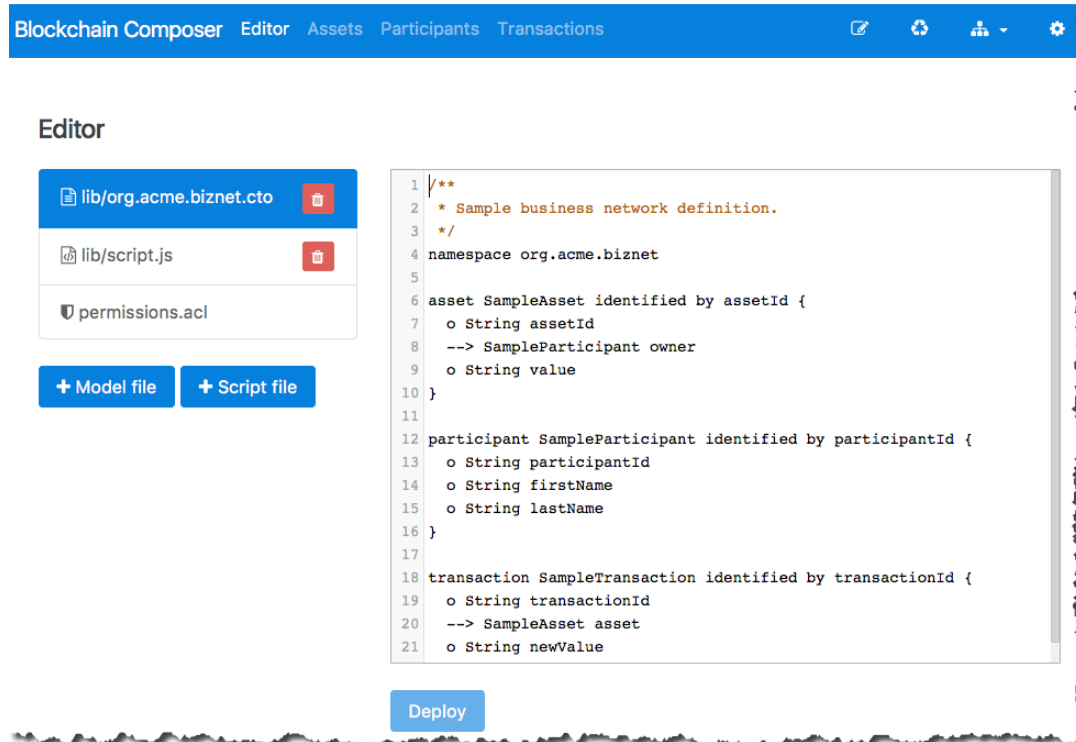 Blockchain Composer Editor Assets Participants Transactions
Editor
lib/org.acme.biznet.cto
lib/script.js
permissions.acl
+ Model file + Script file
1 /**
2  * Sample business network definition.
3  */
4 namespace org.acme.biznet
5
6 asset SampleAsset identified by assetId {
7   o String assetId
8   --> SampleParticipant owner
9   o String value
10 }
11
12 participant SampleParticipant identified by participantId {
13   o String participantId
14   o String firstName
15   o String lastName
16 }
17
18 transaction SampleTransaction identified by transactionId {
19   o String transactionId
20   --> SampleAsset asset
21   o String newValue
Deploy